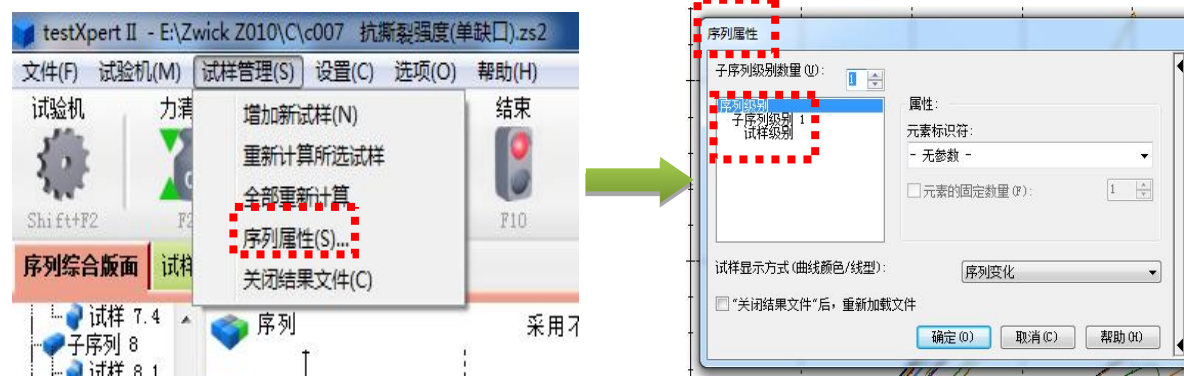 testXpert II - E:\Zwick Z010\C\c007 抗撕裂强度(单缺口).zs2
文件(F) 试验机(M) 试样管理(S) 设置(C) 选项(O) 帮助(H)
试验机
力清
结束
Shift+F2
F2
F10
增加新试样(N)
重新计算所选试样
全部重新计算
序列属性(S)...
关闭结果文件(C)
序列综合版面
试样
试样 7.4
子序列 8
试样 8.1
序列
采用
序列属性
子序列级别数量(U):
1
序列级别
子序列级别 1
试样级别
属性:
元素标识符:
- 无参数 -
元素的固定数量(F):
1
试样显示方式(曲线颜色/线型):
序列变化
“关闭结果文件”后,重新加载文件
确定(O)
取消(C)
帮助(H)